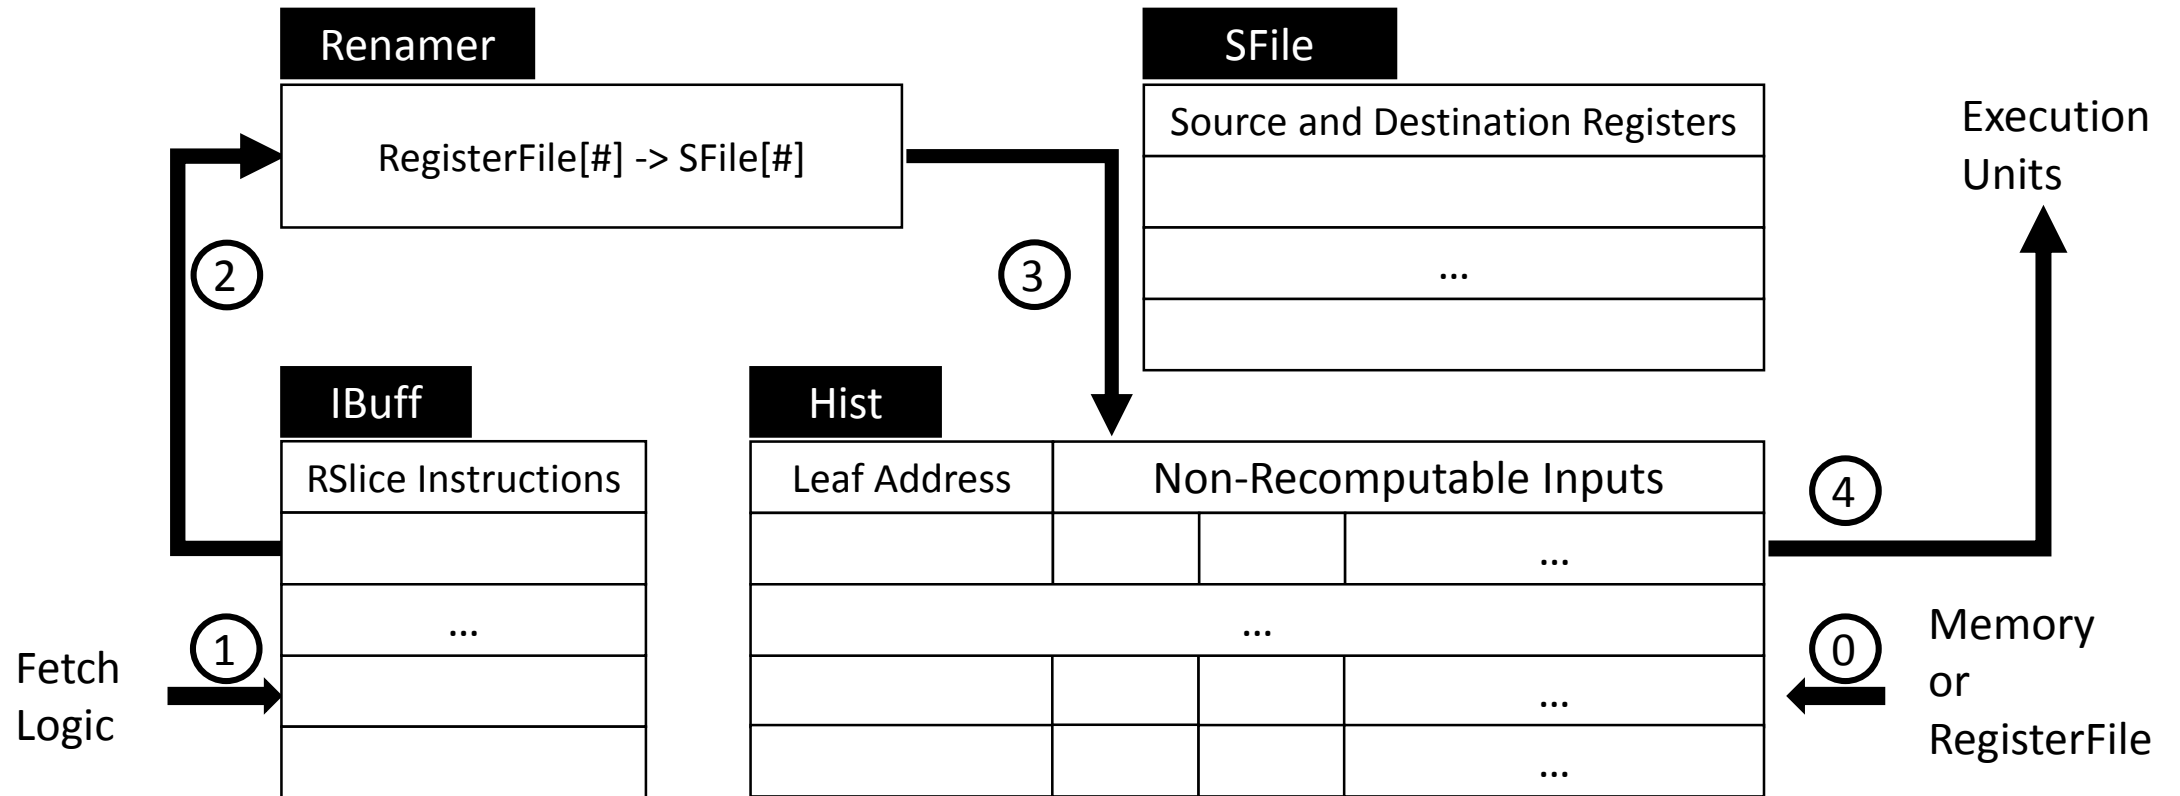 Renamer
RegisterFile[#] -> SFile[#]
SFile
Source and Destination Registers
...
Execution
Units
2
3
IBuff
RSlice Instructions
...
Hist
Leaf Address
Non-Recomputable Inputs
...
...
...
...
4
Fetch
Logic
1
0
Memory
or
RegisterFile